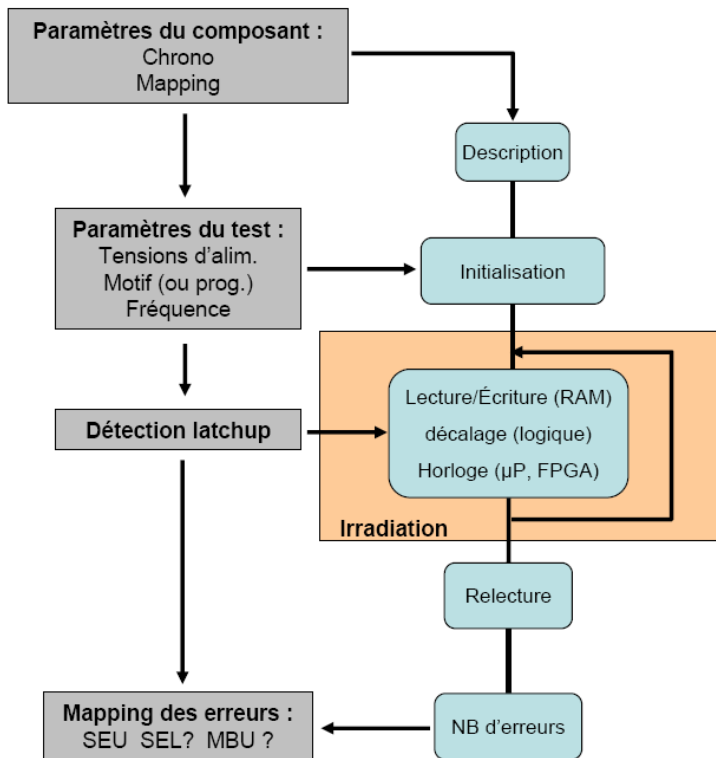 Paramètres du composant :
Chrono
Mapping
Description
Paramètres du test :
Tensions d'alim.
Motif (ou prog.)
Fréquence
Initialisation
Lecture/Écriture (RAM)
décalage (logique)
Horloge (µP, FPGA)
Détection latchup
Irradiation
Relecture
Mapping des erreurs :
SEU SEL? MBU ?
NB d'erreurs